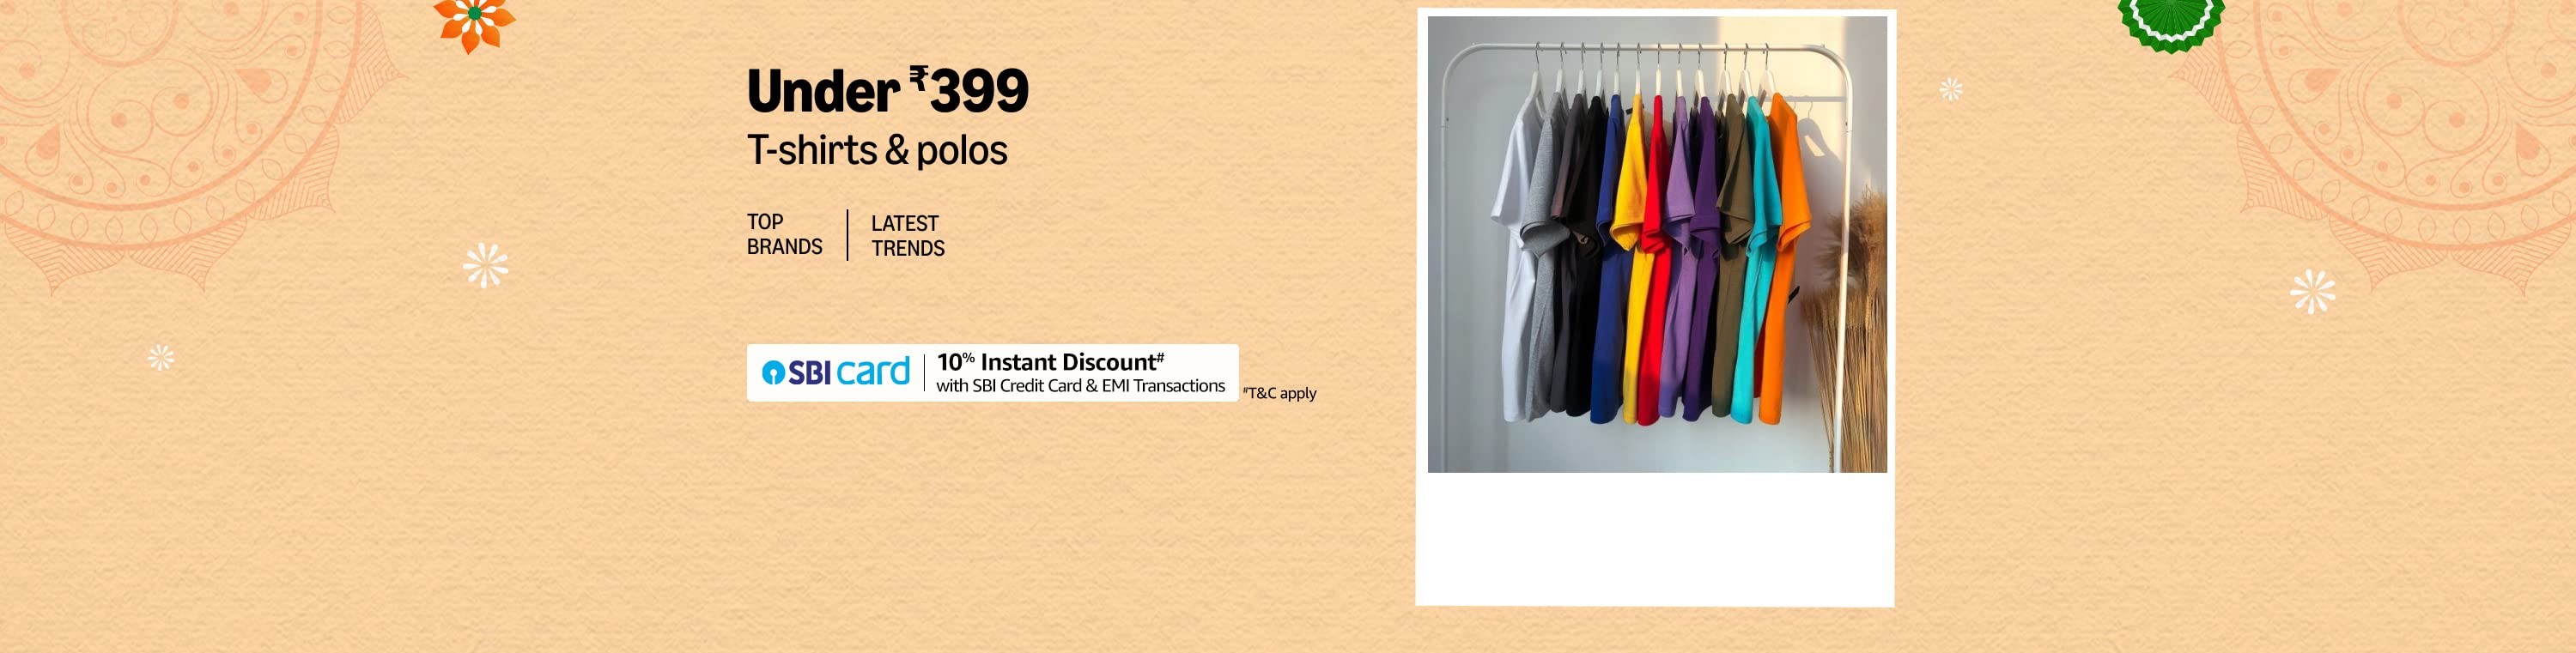 Under ₹399
T-shirts & polos
TOP
BRANDS
LATEST
TRENDS
SBI card
10% Instant Discount#
with SBI Credit Card & EMI Transactions
#T&C apply